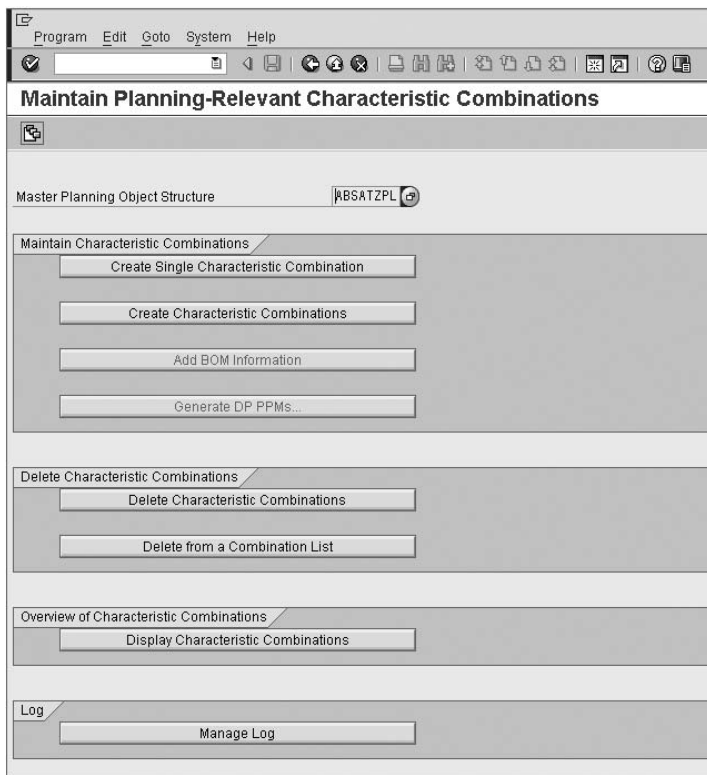 Program Edit Goto System Help
Maintain Planning-Relevant Characteristic Combinations
Master Planning Object Structure ABSATZPL
Maintain Characteristic Combinations
Create Single Characteristic Combination
Create Characteristic Combinations
Add BOM Information
Generate DP PPMs...
Delete Characteristic Combinations
Delete Characteristic Combinations
Delete from a Combination List
Overview of Characteristic Combinations
Display Characteristic Combinations
Log
Manage Log